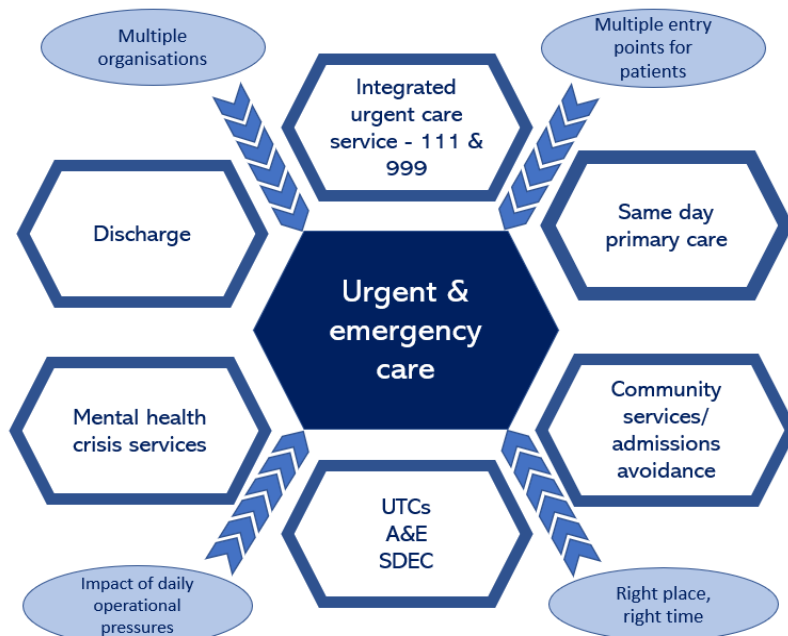 Multiple
organisations
Multiple entry
points for
patients
Integrated
urgent care
service - 111 &
999
Discharge
Same day
primary care
Urgent &
emergency
care
Mental health
crisis services
Community
services/
admissions
avoidance
UTCs
A&E
SDEC
Impact of daily
operational
pressures
Right place,
right time